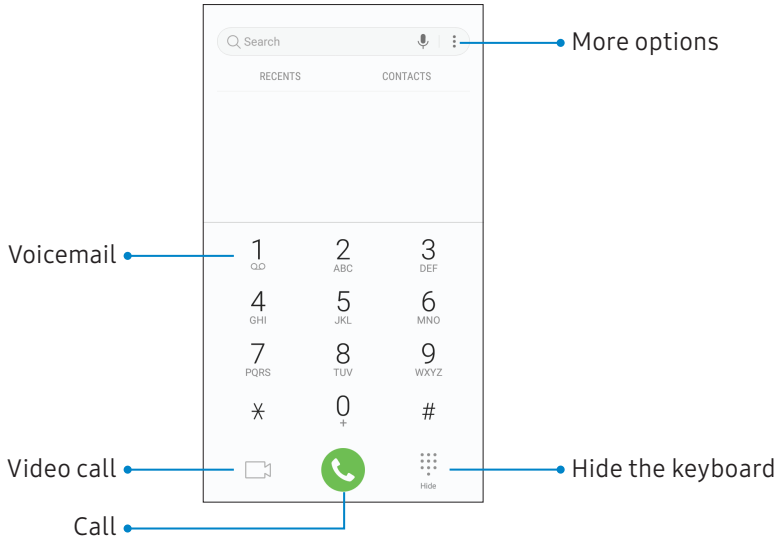 Search
More options
RECENTS CONTACTS
Voicemail
1 2 3
ABC DEF
4 5 6
GHI JKL MNO
7 8 9
PQRS TUV WXYZ
* 0 #
+
Video call
Hide the keyboard
Hide
Call